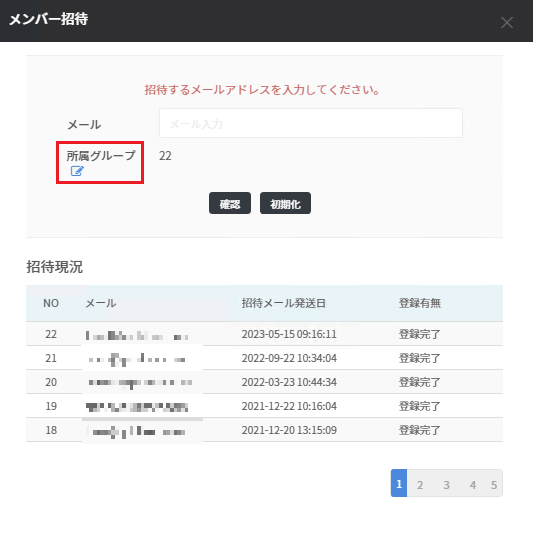 メンバー招待
招待するメールアドレスを入力してください。
メール メール入力
所属グループ 22
確認 初期化
招待現況
NO メール 招待メール発送日 登録有無
22 2023-05-15 09:16:11 登録完了
21 2022-09-22 10:34:04 登録完了
20 2022-03-23 10:44:34 登録完了
19 2021-12-22 10:16:04 登録完了
18 2021-12-20 13:15:09 登録完了
1 2 3 4 5